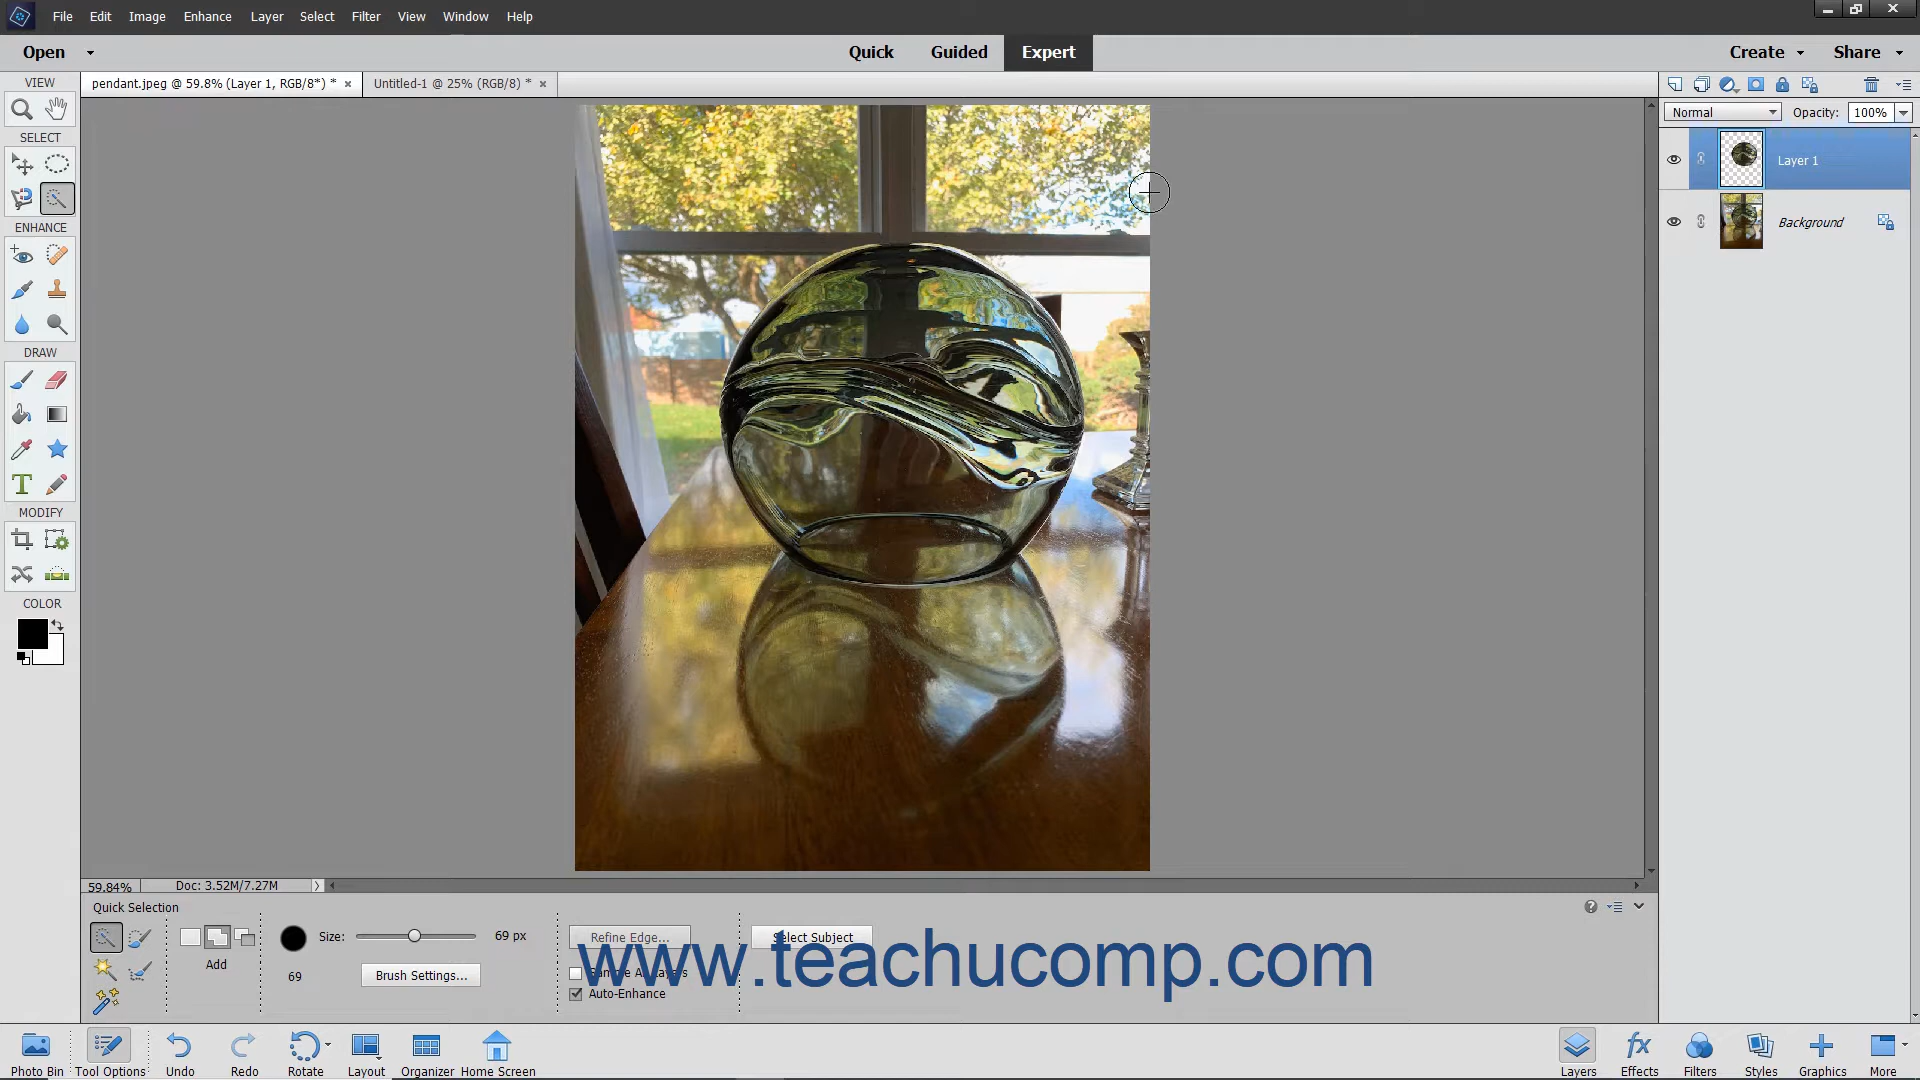 File Edit Image Enhance Layer Select Filter View Window Help
Open Quick Guided Expert Create Share
VIEW pendant.jpeg @ 59.8% (Layer 1, RGB/8*) * Untitled-1 @ 25% (RGB/8) *
Normal Opacity: 100%
SELECT
Layer 1
Background
ENHANCE
DRAW
MODIFY
COLOR
59.84% Doc: 3.52M/7.27M
Quick Selection
Size: 69 px Refine Edge... Select Subject
Add
69 Brush Settings... Sample All Layers
Auto-Enhance
www.teachucomp.com
Photo Bin Tool Options Undo Redo Rotate Layout Organizer Home Screen Layers Effects Filters Styles Graphics More